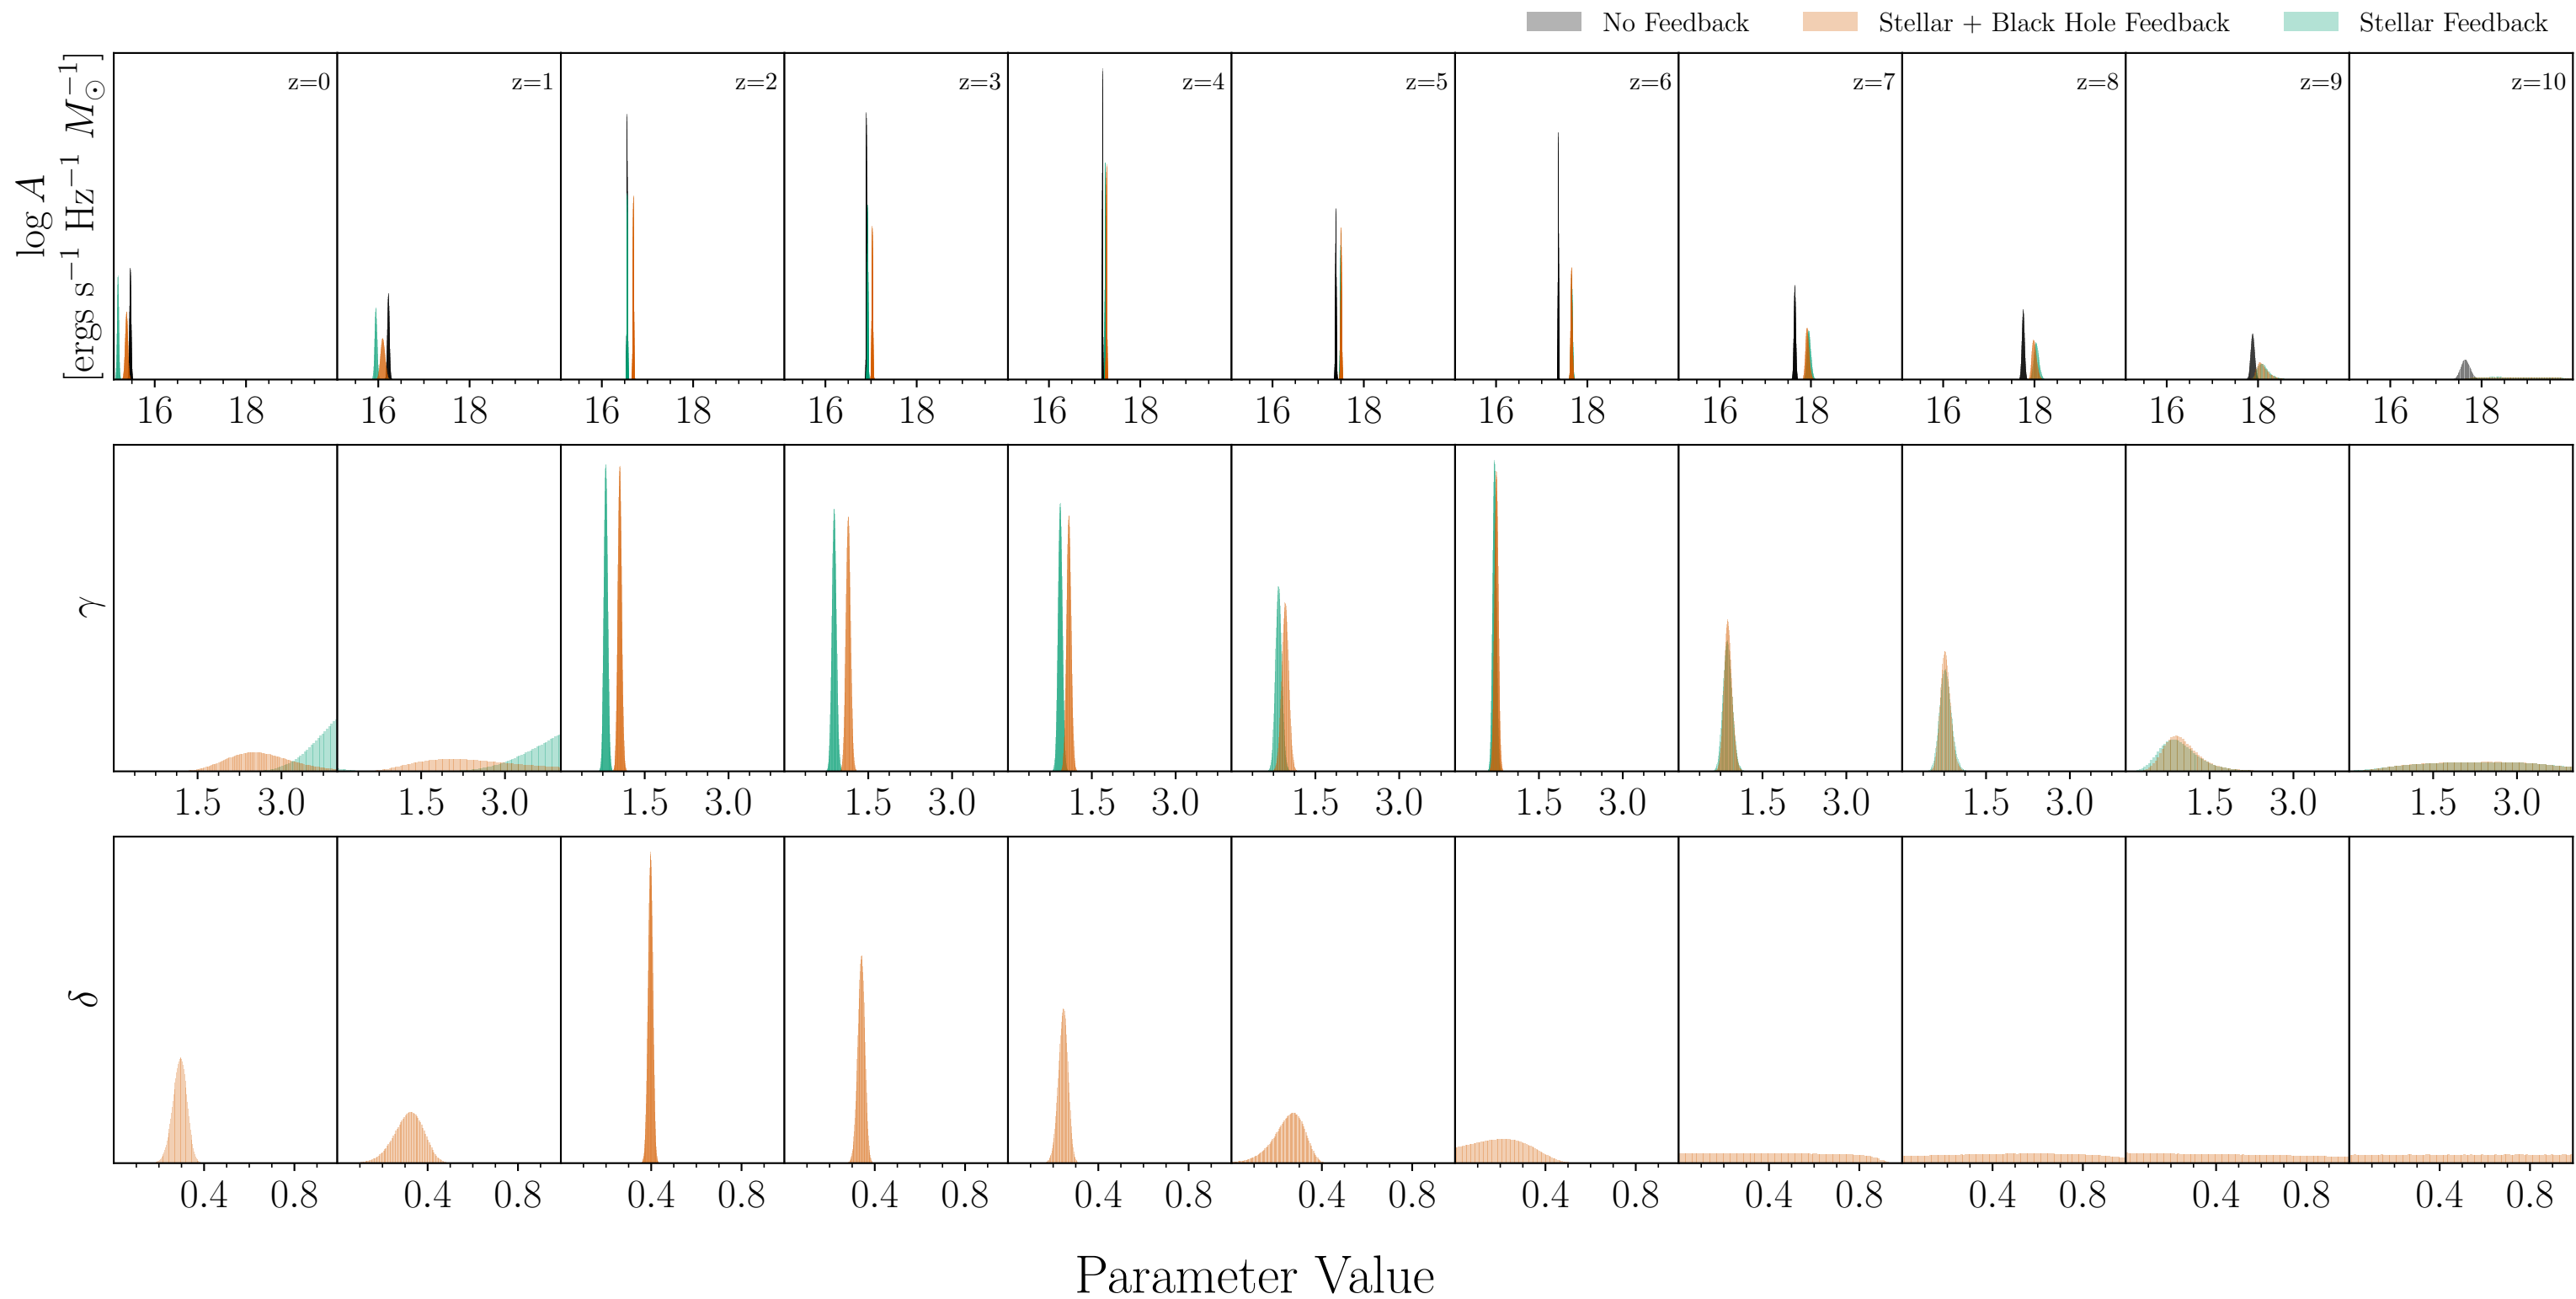 No Feedback Stellar + Black Hole Feedback Stellar Feedback
z=0 z=1 z=2 z=3 z=4 z=5 z=6 z=7 z=8 z=9 z=10
log A
[ergs s⁻¹ Hz⁻¹ M⊙⁻¹]
16 18 16 18 16 18 16 18 16 18 16 18 16 18 16 18 16 18 16 18 16 18
γ
1.5 3.0 1.5 3.0 1.5 3.0 1.5 3.0 1.5 3.0 1.5 3.0 1.5 3.0 1.5 3.0 1.5 3.0 1.5 3.0 1.5 3.0
δ
0.4 0.8 0.4 0.8 0.4 0.8 0.4 0.8 0.4 0.8 0.4 0.8 0.4 0.8 0.4 0.8 0.4 0.8 0.4 0.8 0.4 0.8
Parameter Value